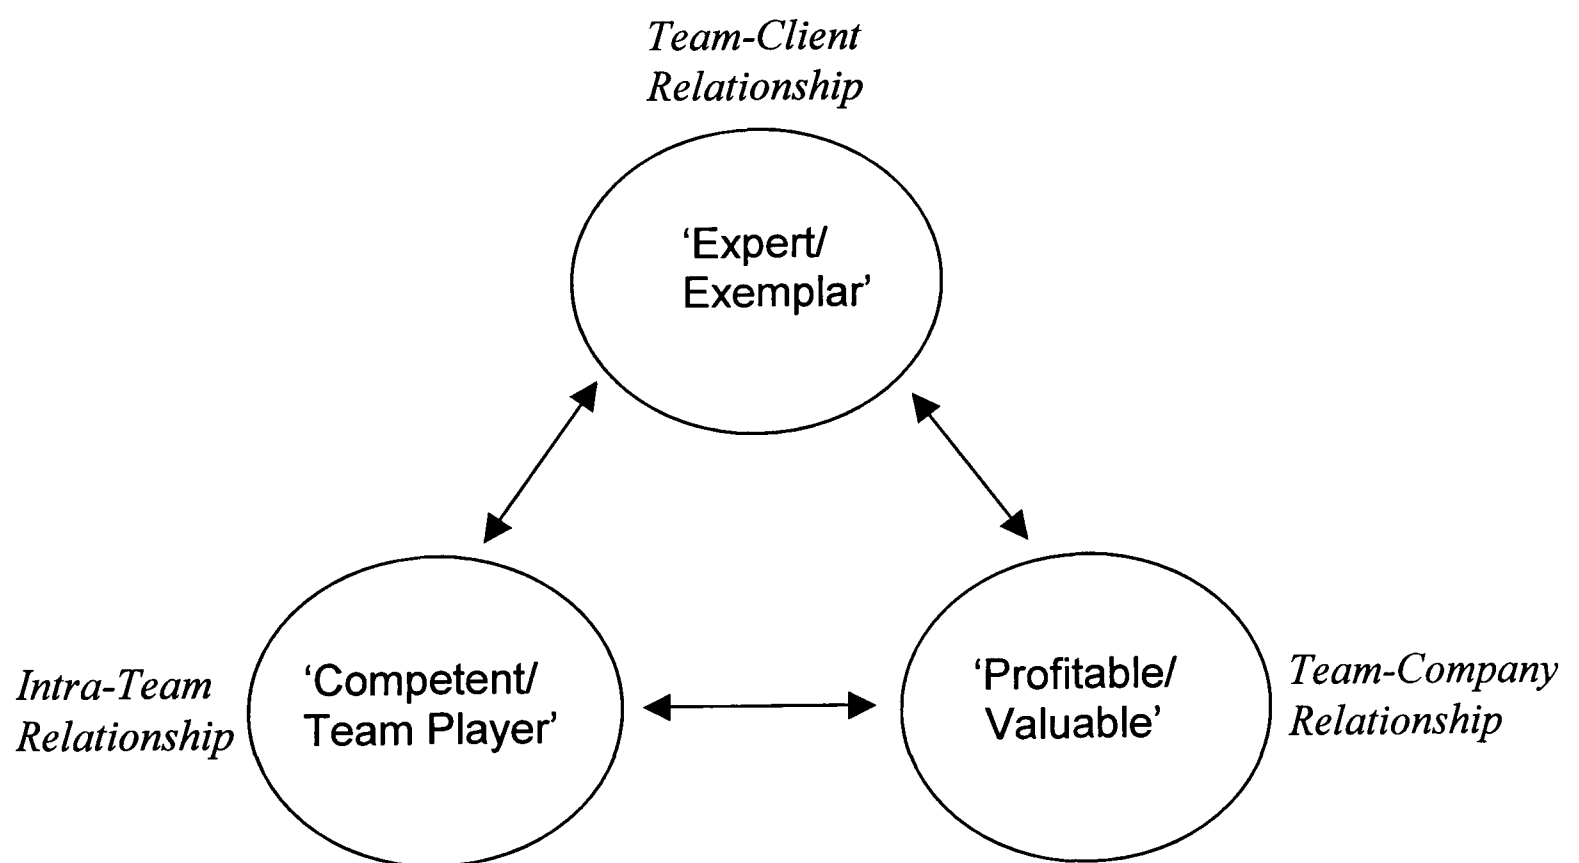 Team-Client
Relationship
‘Expert/
Exemplar’
Intra-Team
Relationship
‘Competent/
Team Player’
‘Profitable/
Valuable’
Team-Company
Relationship